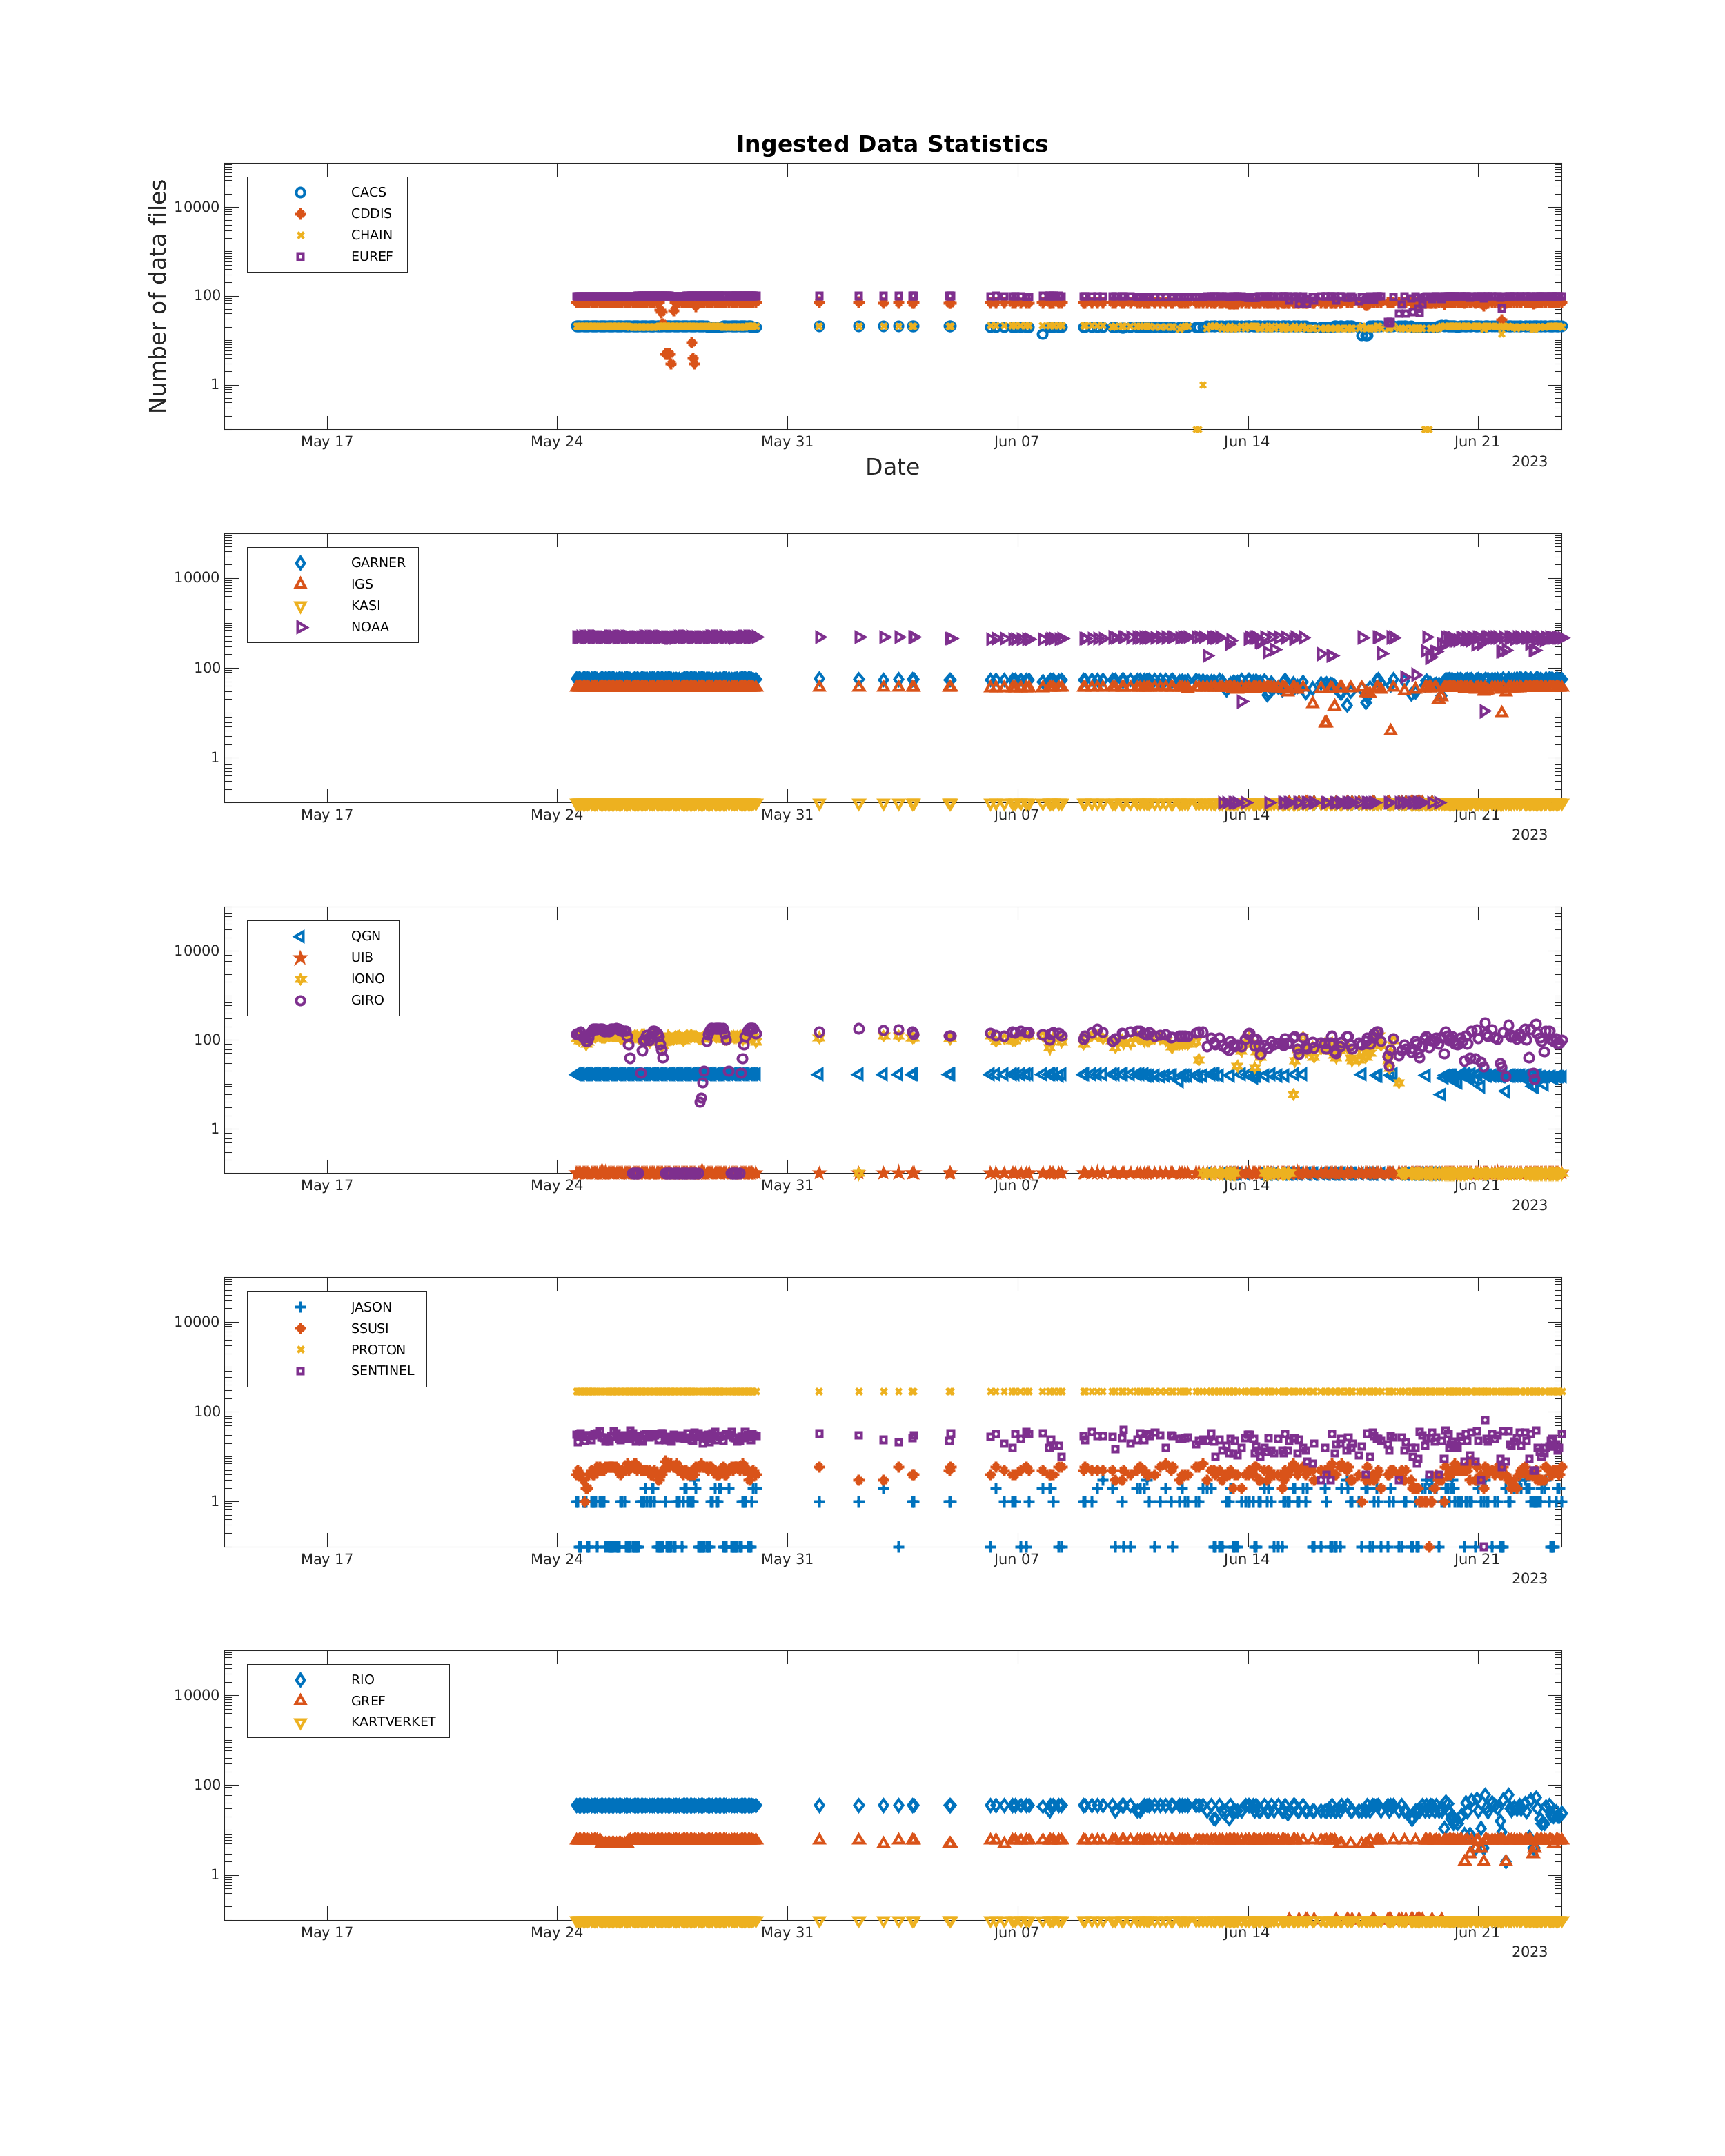 Ingested Data Statistics
Number of data files
10000
100
1
CACS
CDDIS
CHAIN
EUREF
May 17
May 24
May 31
Jun 07
Jun 14
Jun 21
2023
Date
10000
100
1
GARNER
IGS
KASI
NOAA
May 17
May 24
May 31
Jun 07
Jun 14
Jun 21
2023
10000
100
1
QGN
UIB
IONO
GIRO
May 17
May 24
May 31
Jun 07
Jun 14
Jun 21
2023
10000
100
1
JASON
SSUSI
PROTON
SENTINEL
May 17
May 24
May 31
Jun 07
Jun 14
Jun 21
2023
10000
100
1
RIO
GREF
KARTVERKET
May 17
May 24
May 31
Jun 07
Jun 14
Jun 21
2023